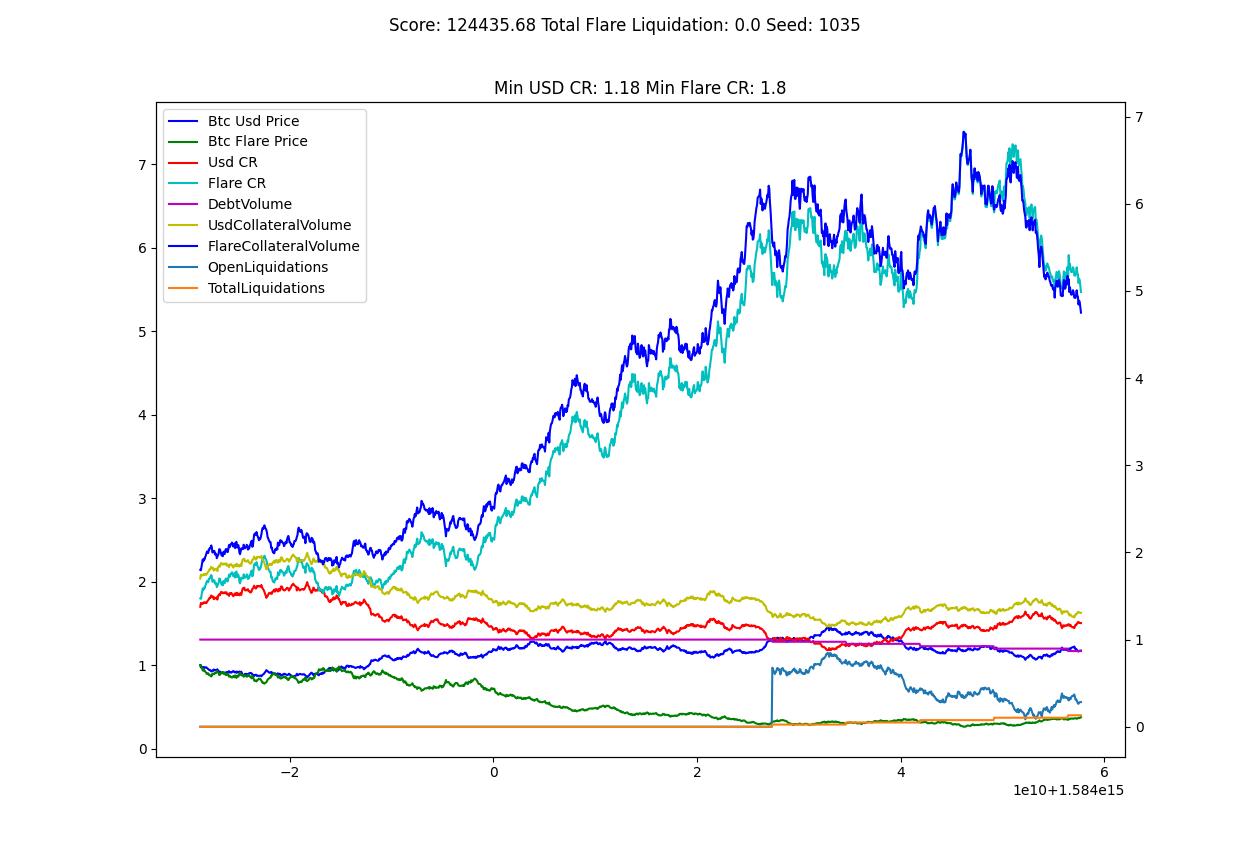 Score: 124435.68 Total Flare Liquidation: 0.0 Seed: 1035
Min USD CR: 1.18 Min Flare CR: 1.8
Btc Usd Price
Btc Flare Price
Usd CR
Flare CR
DebtVolume
UsdCollateralVolume
FlareCollateralVolume
OpenLiquidations
TotalLiquidations
7
6
5
4
3
2
1
0
7
6
5
4
3
2
1
0
−2 0 2 4 6
1e10+1.584e15